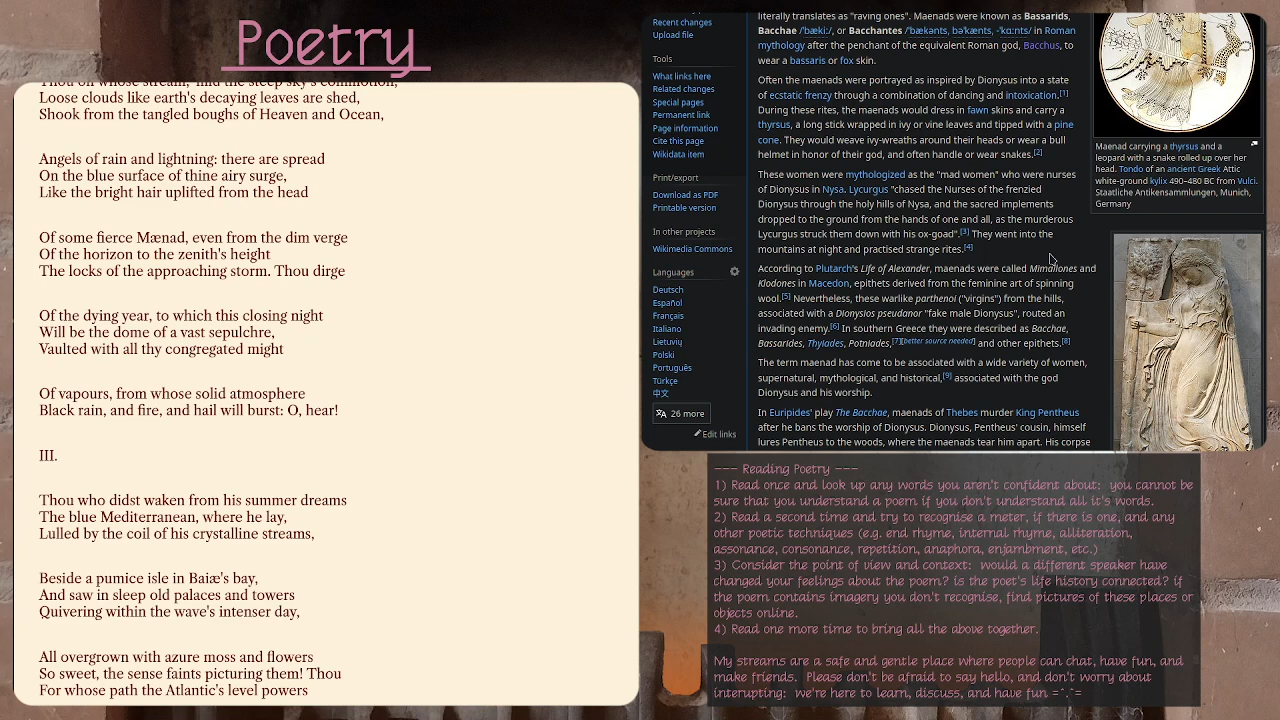 Poetry
Thou on whose stream, 'mid the steep sky's commotion,
Loose clouds like earth's decaying leaves are shed,
Shook from the tangled boughs of Heaven and Ocean,
Angels of rain and lightning: there are spread
On the blue surface of thine airy surge,
Like the bright hair uplifted from the head
Of some fierce Mænad, even from the dim verge
Of the horizon to the zenith's height
The locks of the approaching storm. Thou dirge
Of the dying year, to which this closing night
Will be the dome of a vast sepulchre,
Vaulted with all thy congregated might
Of vapours, from whose solid atmosphere
Black rain, and fire, and hail will burst: O, hear!
III.
Thou who didst waken from his summer dreams
The blue Mediterranean, where he lay,
Lulled by the coil of his crystalline streams,
Beside a pumice isle in Baiæ's bay,
And saw in sleep old palaces and towers
Quivering within the wave's intenser day,
All overgrown with azure moss and flowers
So sweet, the sense faints picturing them! Thou
For whose path the Atlantic's level powers
Recent changes
Upload file
Tools
What links here
Related changes
Special pages
Permanent link
Page information
Cite this page
Wikidata item
Print/export
Download as PDF
Printable version
In other projects
Wikimedia Commons
Languages
Deutsch
Español
Français
Italiano
Lietuvių
Polski
Português
Türkçe
中文
26 more
Edit links
literally translates as "raving ones". Maenads were known as Bassarids,
Bacchae /ˈbækiː/, or Bacchantes /ˈbækənts, bəˈkænts, -ˈkɑːnts/ in Roman
mythology after the penchant of the equivalent Roman god, Bacchus, to
wear a bassaris or fox skin.
Often the maenads were portrayed as inspired by Dionysus into a state
of ecstatic frenzy through a combination of dancing and intoxication.[1]
During these rites, the maenads would dress in fawn skins and carry a
thyrsus, a long stick wrapped in ivy or vine leaves and tipped with a pine
cone. They would weave ivy-wreaths around their heads or wear a bull
helmet in honor of their god, and often handle or wear snakes.[2]
These women were mythologized as the "mad women" who were nurses
of Dionysus in Nysa. Lycurgus "chased the Nurses of the frenzied
Dionysus through the holy hills of Nysa, and the sacred implements
dropped to the ground from the hands of one and all, as the murderous
Lycurgus struck them down with his ox-goad".[3] They went into the
mountains at night and practised strange rites.[4]
According to Plutarch's Life of Alexander, maenads were called Mimallones and
Klodones in Macedon, epithets derived from the feminine art of spinning
wool.[5] Nevertheless, these warlike parthenoi ("virgins") from the hills,
associated with a Dionysios pseudanor "fake male Dionysus", routed an
invading enemy.[6] In southern Greece they were described as Bacchae,
Bassarides, Thyiades, Potniades,[7][better source needed] and other epithets.[8]
The term maenad has come to be associated with a wide variety of women,
supernatural, mythological, and historical,[9] associated with the god
Dionysus and his worship.
In Euripides' play The Bacchae, maenads of Thebes murder King Pentheus
after he bans the worship of Dionysus. Dionysus, Pentheus' cousin, himself
lures Pentheus to the woods, where the maenads tear him apart. His corpse
Maenad carrying a thyrsus and a
leopard with a snake rolled up over her
head. Tondo of an ancient Greek Attic
white-ground kylix 490–480 BC from Vulci.
Staatliche Antikensammlungen, Munich,
Germany
--- Reading Poetry ---
1) Read once and look up any words you aren't confident about: you cannot be
sure that you understand a poem if you don't understand all it's words.
2) Read a second time and try to recognise a meter, if there is one, and any
other poetic techniques (e.g. end rhyme, internal rhyme, alliteration,
assonance, consonance, repetition, anaphora, enjambment, etc.)
3) Consider the point of view and context: would a different speaker have
changed your feelings about the poem? is the poet's life history connected? if
the poem contains imagery you don't recognise, find pictures of these places or
objects online.
4) Read one more time to bring all the above together.
My streams are a safe and gentle place where people can chat, have fun, and
make friends. Please don't be afraid to say hello, and don't worry about
interupting: we're here to learn, discuss, and have fun =^.^=